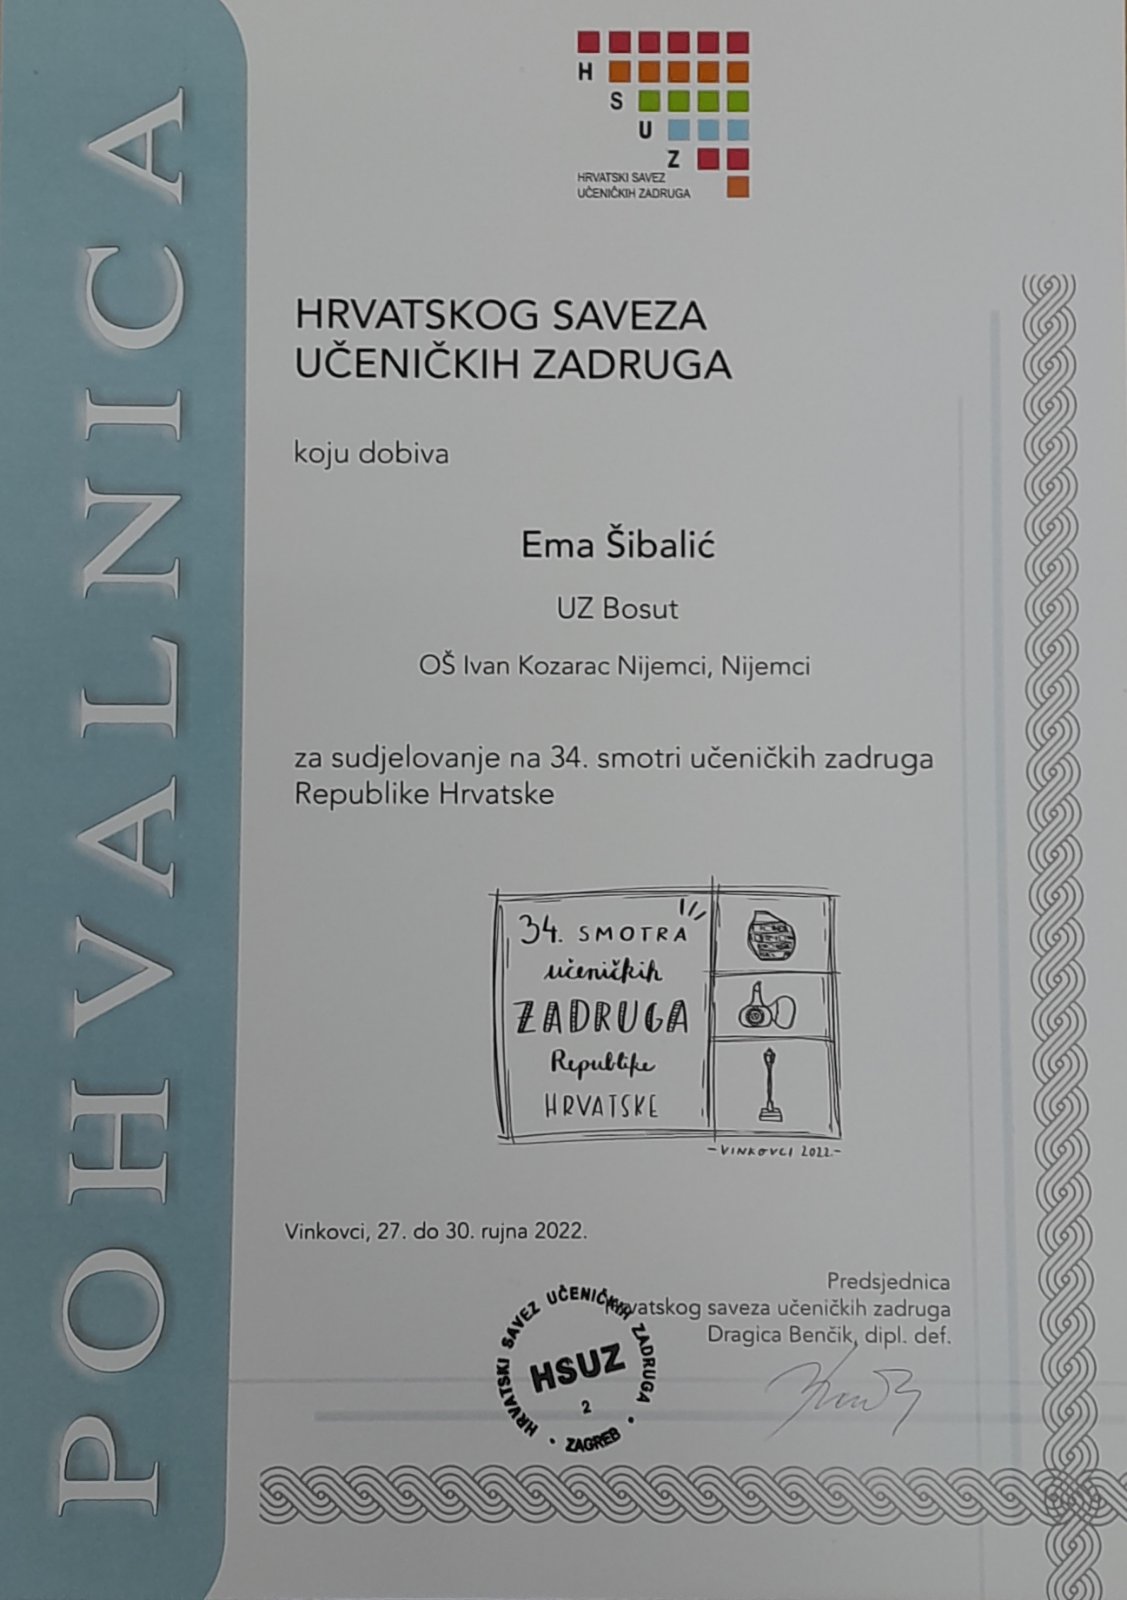 POHVALNICA
H
S
U
Z
HRVATSKI SAVEZ
UČENIČKIH ZADRUGA
HRVATSKOG SAVEZA
UČENIČKIH ZADRUGA
koju dobiva
Ema Šibalić
UZ Bosut
OŠ Ivan Kozarac Nijemci, Nijemci
za sudjelovanje na 34. smotri učeničkih zadruga
Republike Hrvatske
34. SMOTRA
učeničkih
ZADRUGA
Republike
HRVATSKE
-VINKOVCI 2022.-
Vinkovci, 27. do 30. rujna 2022.
Predsjednica
Hrvatskog saveza učeničkih zadruga
Dragica Benčik, dipl. def.
HRVATSKI SAVEZ UČENIČKIH ZADRUGA
HSUZ
2
• ZAGREB •